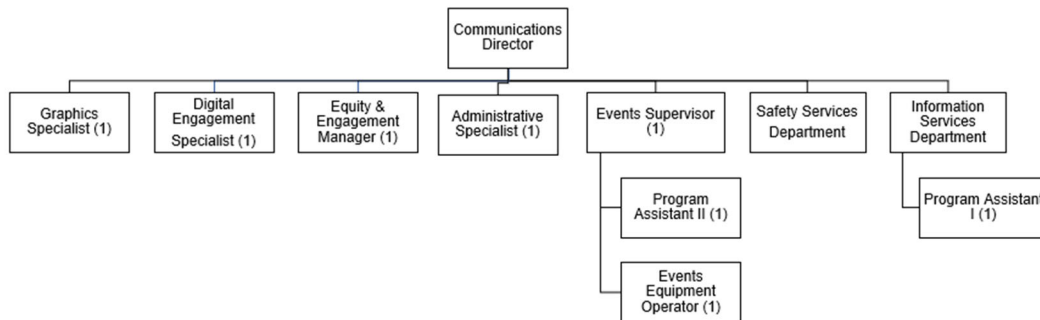 Communications
Director
Graphics
Specialist (1)
Digital
Engagement
Specialist (1)
Equity &
Engagement
Manager (1)
Administrative
Specialist (1)
Events Supervisor
(1)
Safety Services
Department
Information
Services
Department
Program
Assistant II (1)
Program Assistant
I (1)
Events
Equipment
Operator (1)